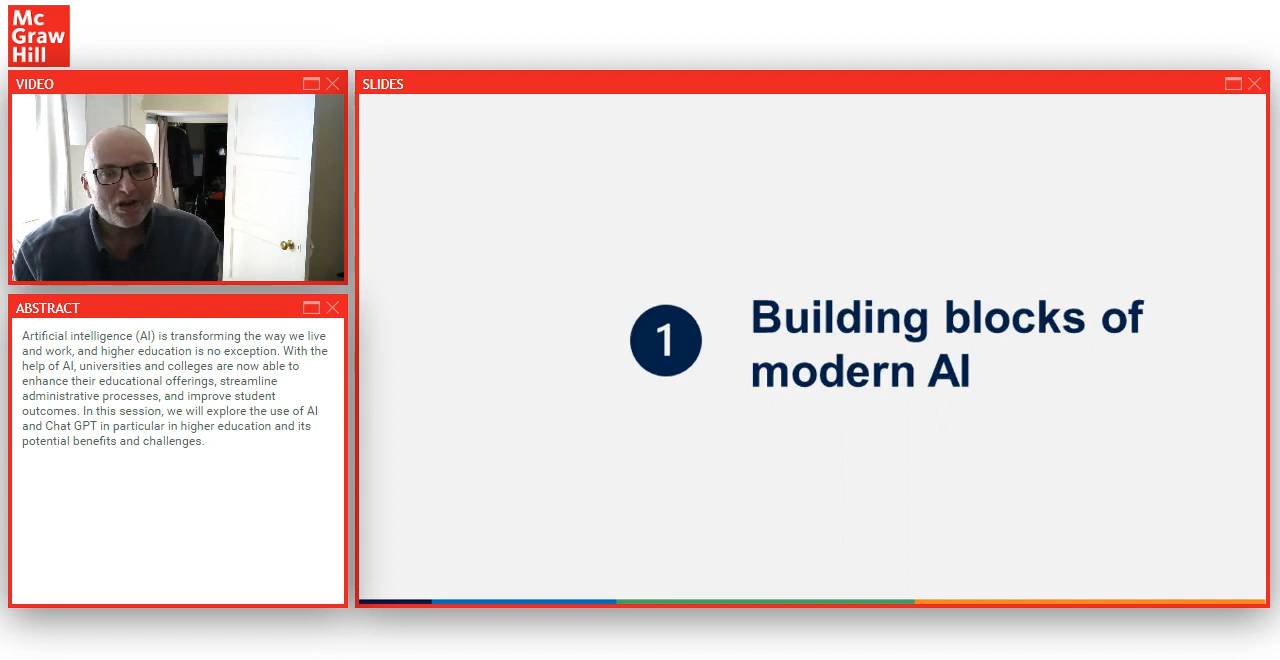 Mc
Graw
Hill
VIDEO
SLIDES
ABSTRACT
Artificial intelligence (AI) is transforming the way we live
and work, and higher education is no exception. With the
help of AI, universities and colleges are now able to
enhance their educational offerings, streamline
administrative processes, and improve student
outcomes. In this session, we will explore the use of AI
and Chat GPT in particular in higher education and its
potential benefits and challenges.
1
Building blocks of
modern AI